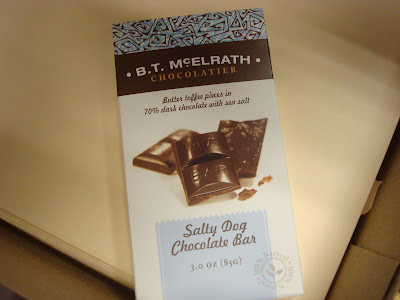 • B.T. McELRATH •
CHOCOLATIER
Butter toffee pieces in
70% dark chocolate with sea salt
Salty Dog
Chocolate Bar
3.0 OZ (85G)